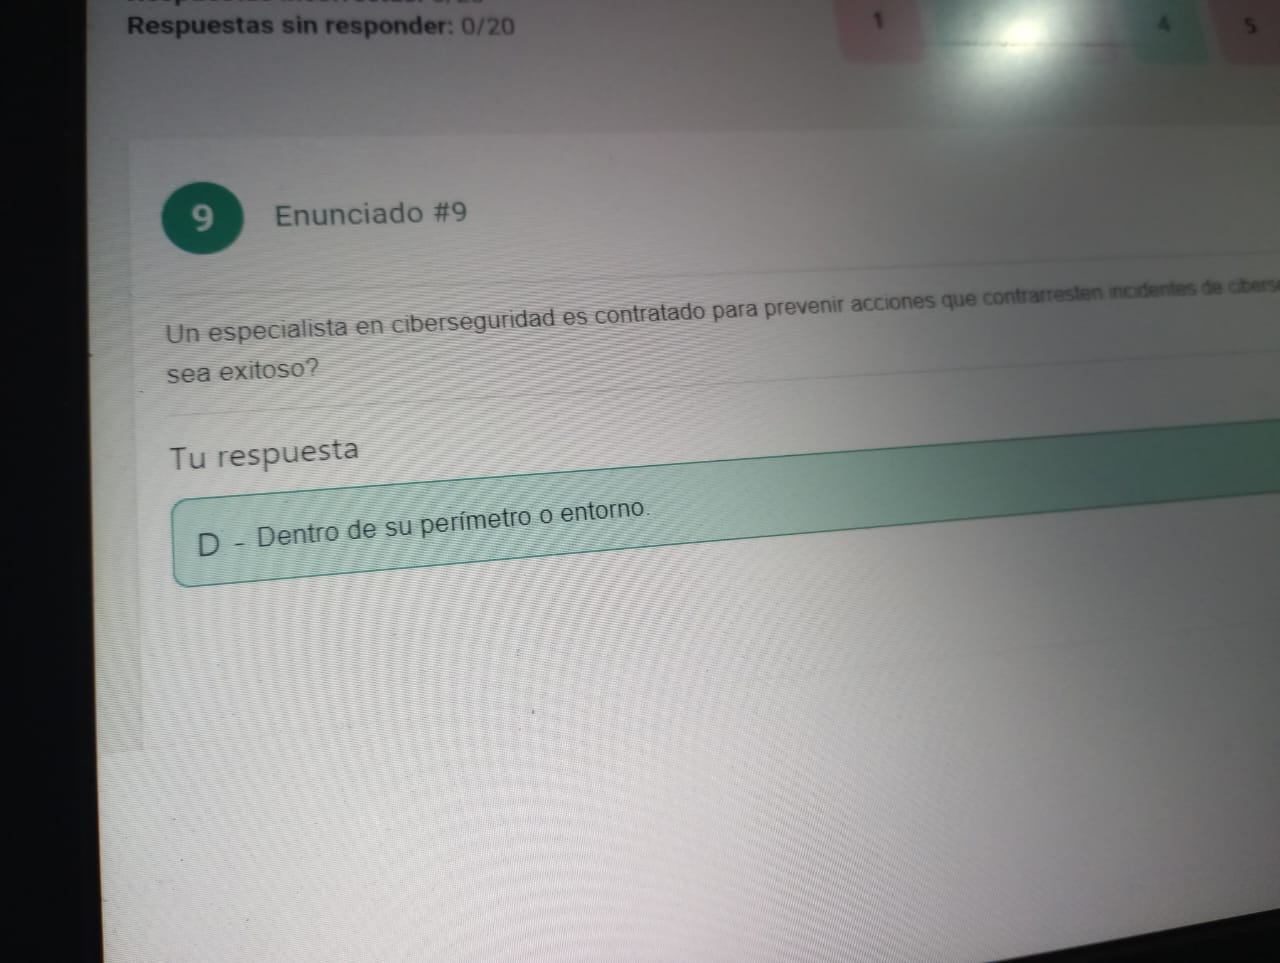 Respuestas sin responder: 0/20
1
4
5
9
Enunciado #9
Un especialista en ciberseguridad es contratado para prevenir acciones que contrarresten incidentes de
sea exitoso?
Tu respuesta
D - Dentro de su perímetro o entorno.